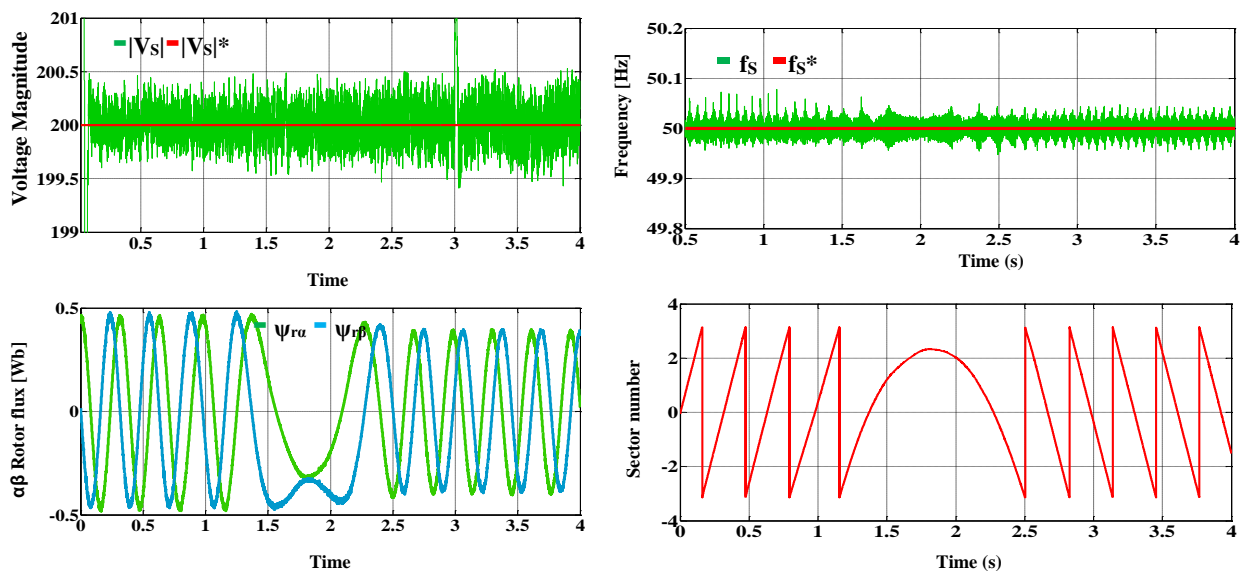 201
200.5
200
199.5
199
|VS| |VS|*
Voltage Magnitude
0.5 1 1.5 2 2.5 3 3.5 4
Time
50.2
50.1
50
49.9
49.8
fS fS*
Frequency [Hz]
0.5 1 1.5 2 2.5 3 3.5 4
Time (s)
0.5
0
-0.5
ψrα ψrβ
αβ Rotor flux [Wb]
0 0.5 1 1.5 2 2.5 3 3.5 4
Time
4
2
0
-2
-4
Sector number
0 0.5 1 1.5 2 2.5 3 3.5 4
Time (s)